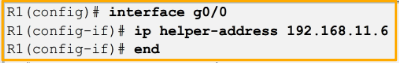 R1(config)# interface g0/0
R1(config-if)# ip helper-address 192.168.11.6
R1(config-if)# end